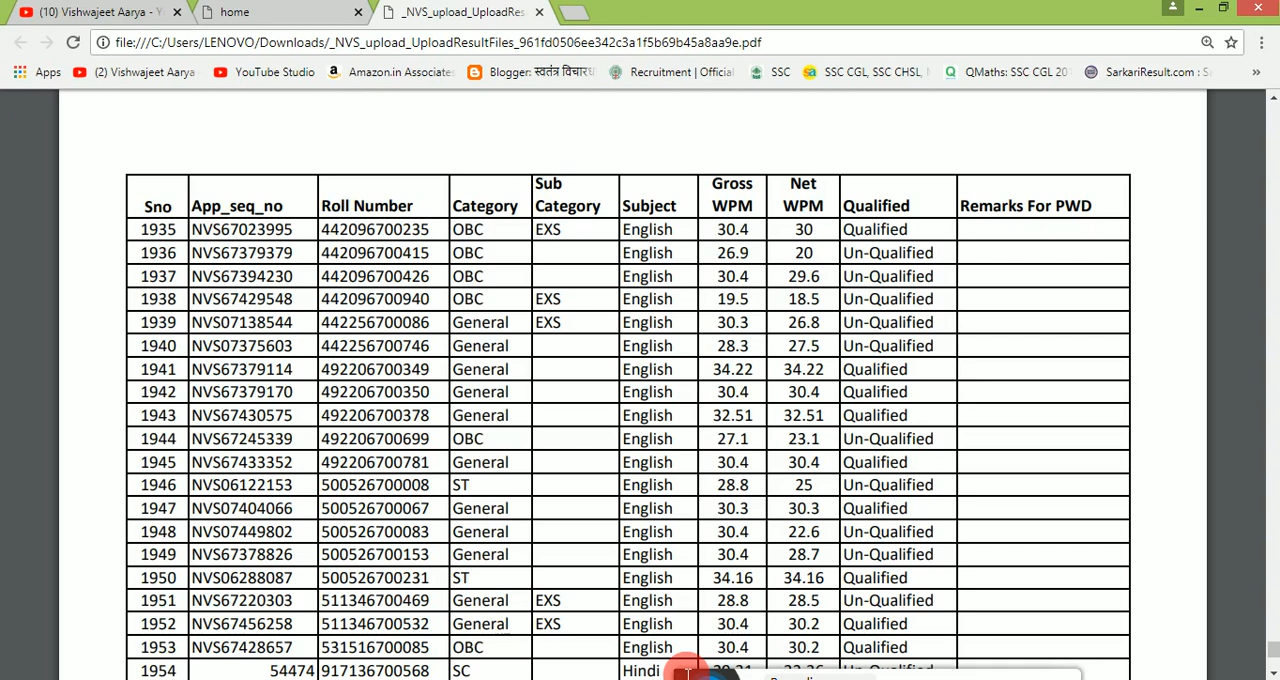 (10) Vishwajeet Aarya - Y
home
_NVS_upload_UploadRes
file:///C:/Users/LENOVO/Downloads/_NVS_upload_UploadResultFiles_961fd0506ee342c3a1f5b69b45a8aa9e.pdf
Apps (2) Vishwajeet Aarya YouTube Studio Amazon.in Associate Blogger: स्वतंत्र Recruitment | Official SSC SSC CGL, SSC CHSL, QMaths: SSC CGL 20 SarkariResult.com : S »
Sno App_seq_no Roll Number Category Sub Category Subject Gross WPM Net WPM Qualified Remarks For PWD
1935 NVS67023995 442096700235 OBC EXS English 30.4 30 Qualified
1936 NVS67379379 442096700415 OBC English 26.9 20 Un-Qualified
1937 NVS67394230 442096700426 OBC English 30.4 29.6 Un-Qualified
1938 NVS67429548 442096700940 OBC EXS English 19.5 18.5 Un-Qualified
1939 NVS07138544 442256700086 General EXS English 30.3 26.8 Un-Qualified
1940 NVS07375603 442256700746 General English 28.3 27.5 Un-Qualified
1941 NVS67379114 492206700349 General English 34.22 34.22 Qualified
1942 NVS67379170 492206700350 General English 30.4 30.4 Qualified
1943 NVS67430575 492206700378 General English 32.51 32.51 Qualified
1944 NVS67245339 492206700699 OBC English 27.1 23.1 Un-Qualified
1945 NVS67433352 492206700781 General English 30.4 30.4 Qualified
1946 NVS06122153 500526700008 ST English 28.8 25 Un-Qualified
1947 NVS07404066 500526700067 General English 30.3 30.3 Qualified
1948 NVS07449802 500526700083 General English 30.4 22.6 Un-Qualified
1949 NVS67378826 500526700153 General English 30.4 28.7 Un-Qualified
1950 NVS06288087 500526700231 ST English 34.16 34.16 Qualified
1951 NVS67220303 511346700469 General EXS English 28.8 28.5 Un-Qualified
1952 NVS67456258 511346700532 General EXS English 30.4 30.2 Qualified
1953 NVS67428657 531516700085 OBC English 30.4 30.2 Qualified
1954 54474 917136700568 SC Hindi Un-Qualified